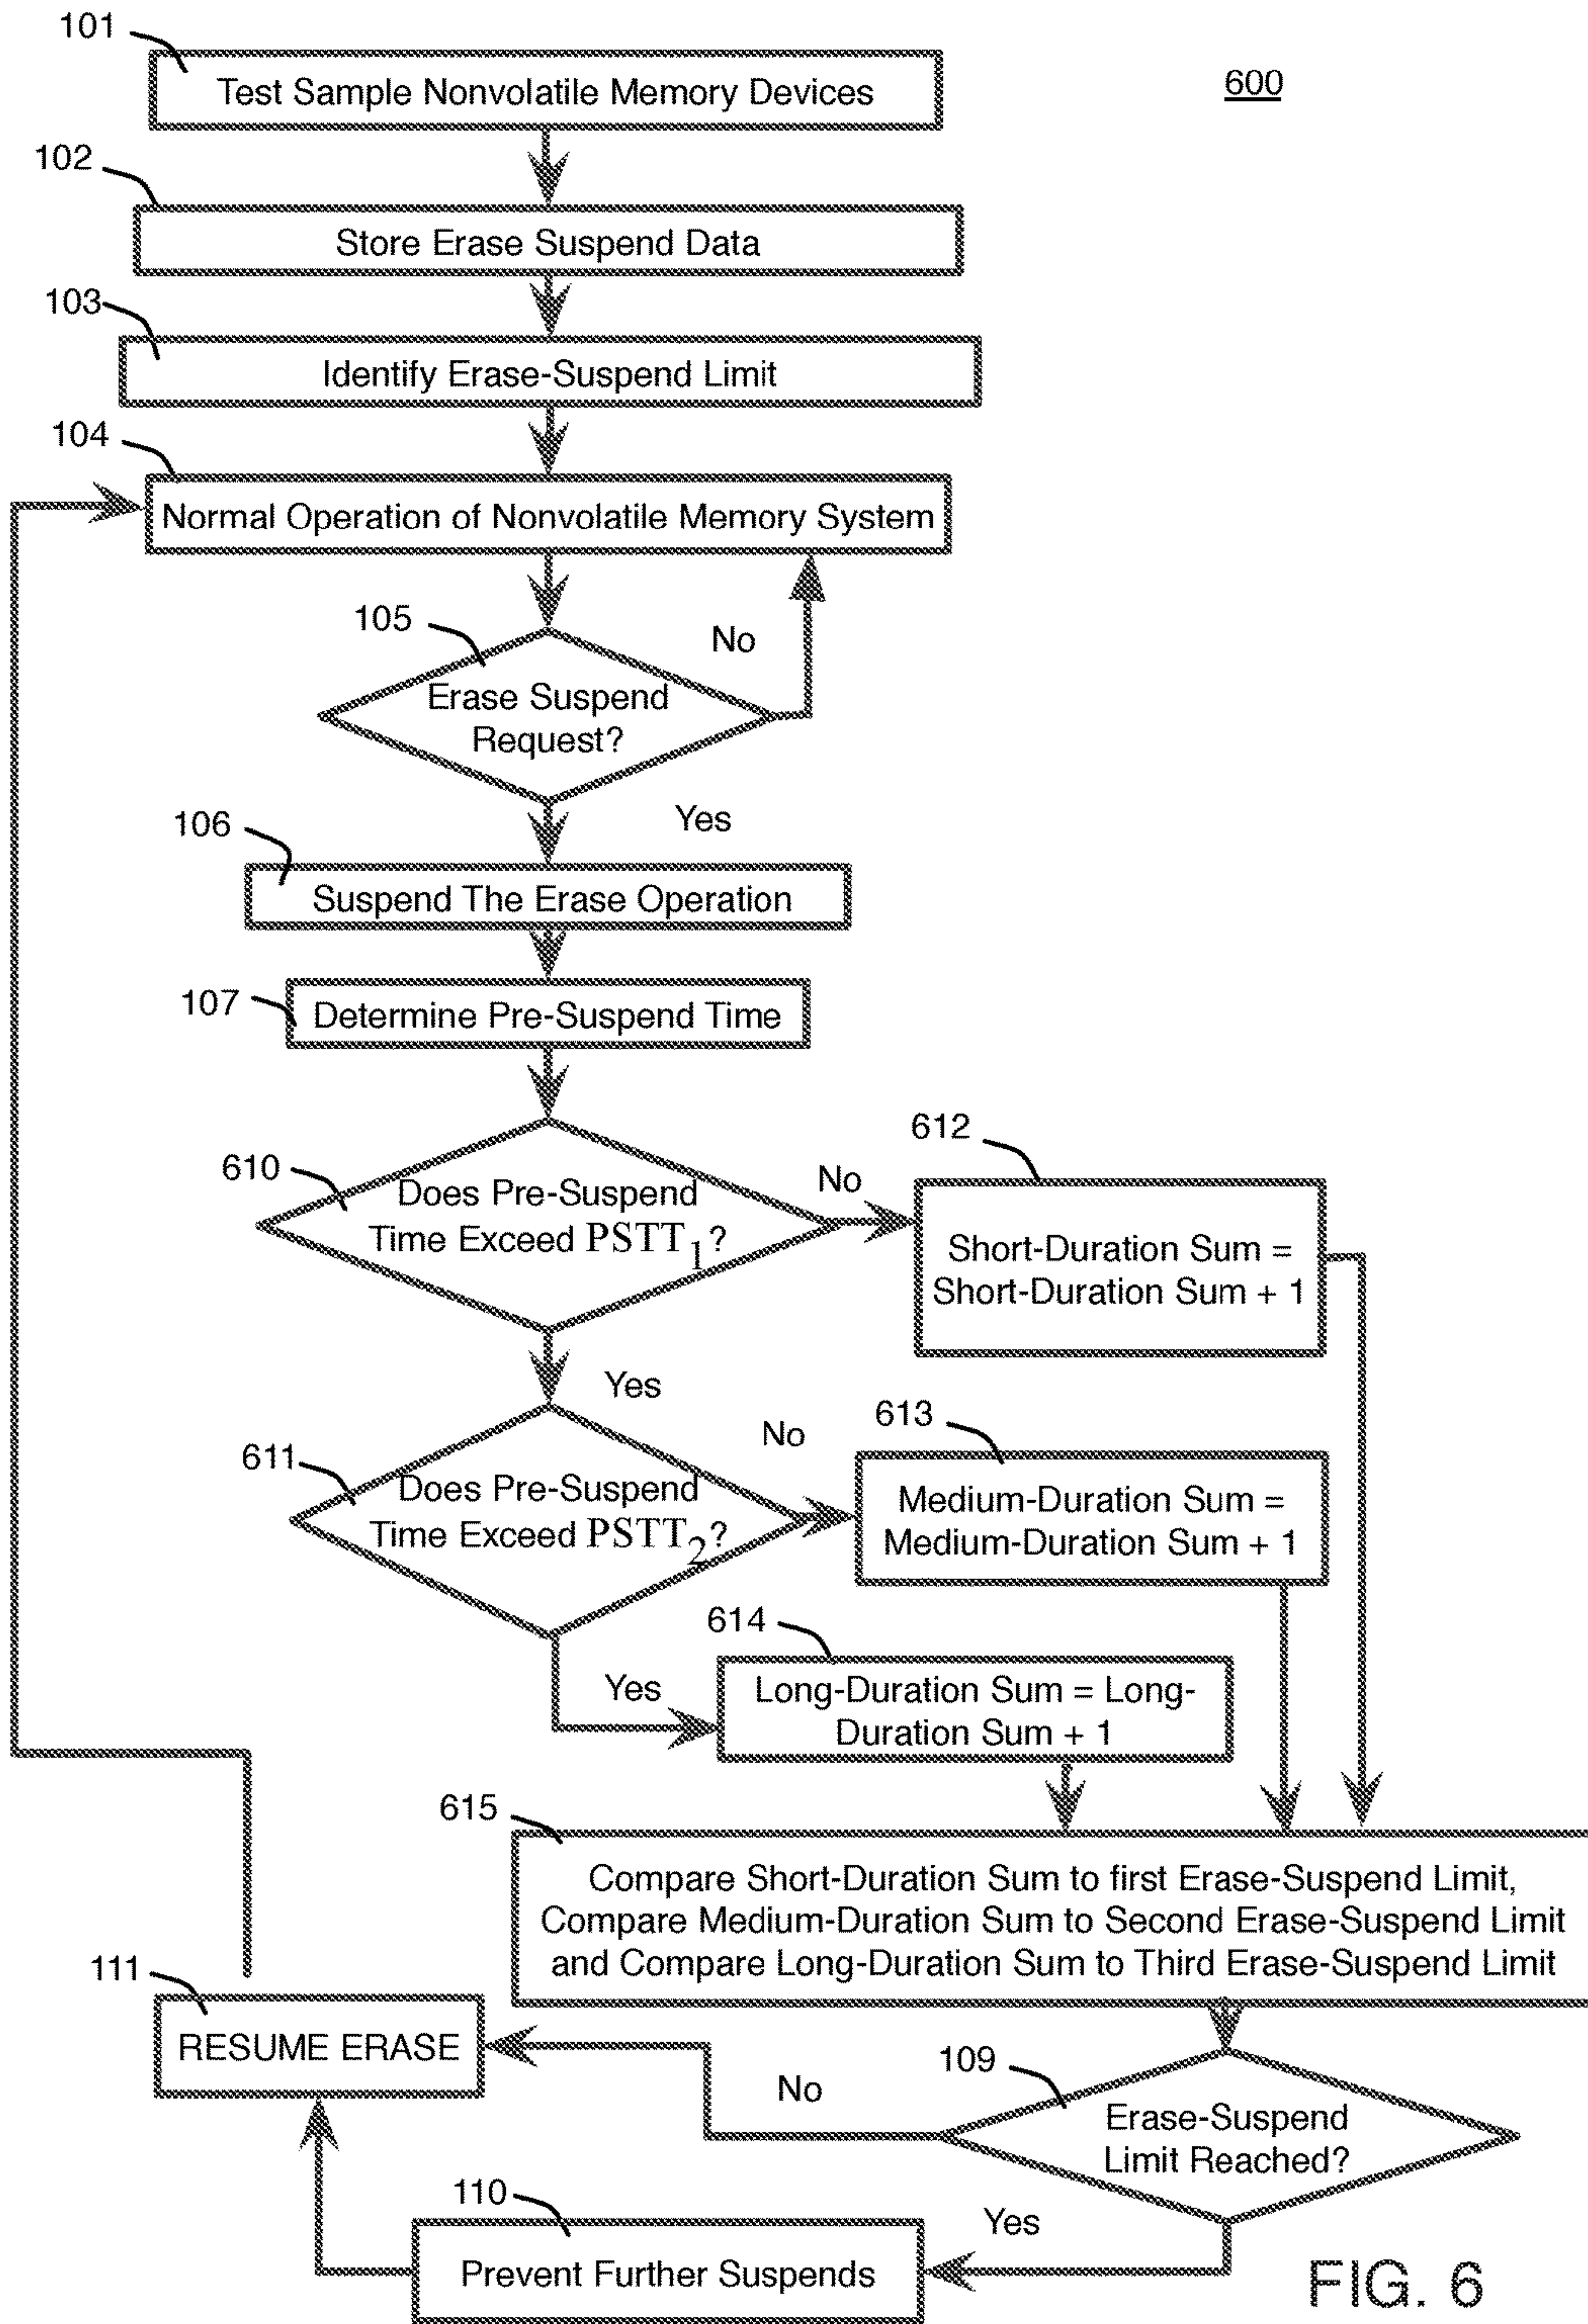 101
Test Sample Nonvolatile Memory Devices
600
102
Store Erase Suspend Data
103
Identify Erase-Suspend Limit
104
Normal Operation of Nonvolatile Memory System
105
No
Erase Suspend
Request?
Yes
106
Suspend The Erase Operation
107
Determine Pre-Suspend Time
610
Does Pre-Suspend
Time Exceed PSTT1?
No
612
Short-Duration Sum =
Short-Duration Sum + 1
Yes
611
Does Pre-Suspend
Time Exceed PSTT2?
No
613
Medium-Duration Sum =
Medium-Duration Sum + 1
Yes
614
Long-Duration Sum = Long-
Duration Sum + 1
615
Compare Short-Duration Sum to first Erase-Suspend Limit,
Compare Medium-Duration Sum to Second Erase-Suspend Limit
and Compare Long-Duration Sum to Third Erase-Suspend Limit
111
RESUME ERASE
109
No
Erase-Suspend
Limit Reached?
110
Yes
Prevent Further Suspends
FIG. 6